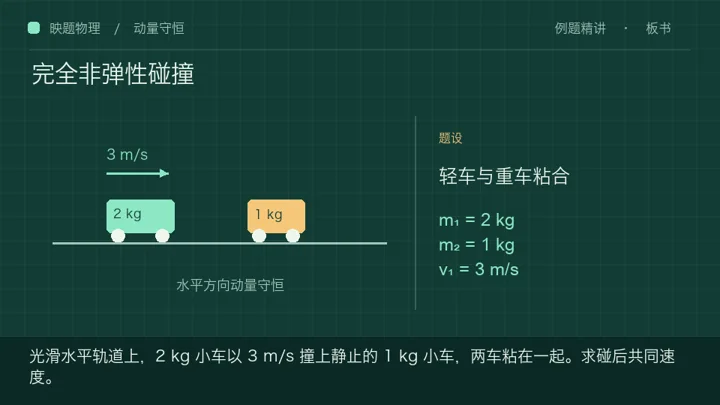 映题物理 / 动量守恒
例题精讲 · 板书
完全非弹性碰撞
3 m/s
2 kg
1 kg
水平方向动量守恒
题设
轻车与重车粘合
m₁ = 2 kg
m₂ = 1 kg
v₁ = 3 m/s
光滑水平轨道上，2 kg 小车以 3 m/s 撞上静止的 1 kg 小车，两车粘在一起。求碰后共同速
度。